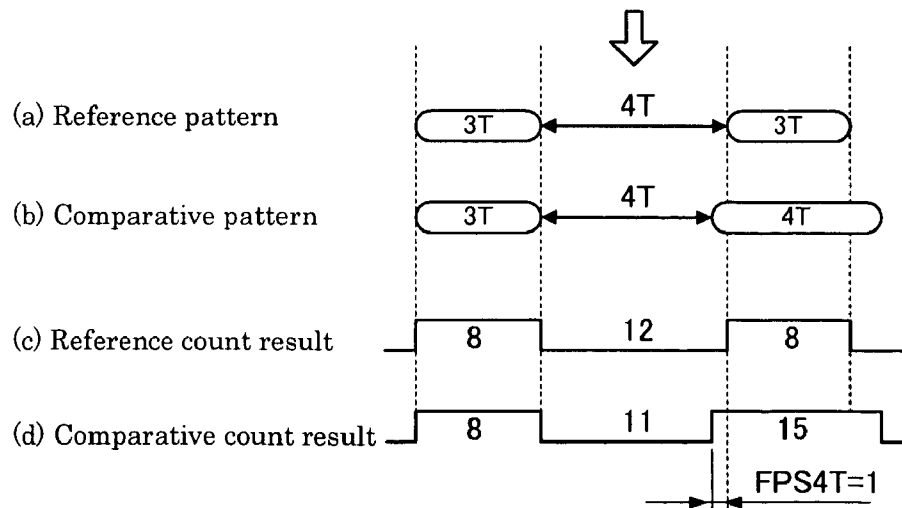 (a) Reference pattern
3T
4T
3T
(b) Comparative pattern
3T
4T
4T
(c) Reference count result
8
12
8
(d) Comparative count result
8
11
15
FPS4T=1